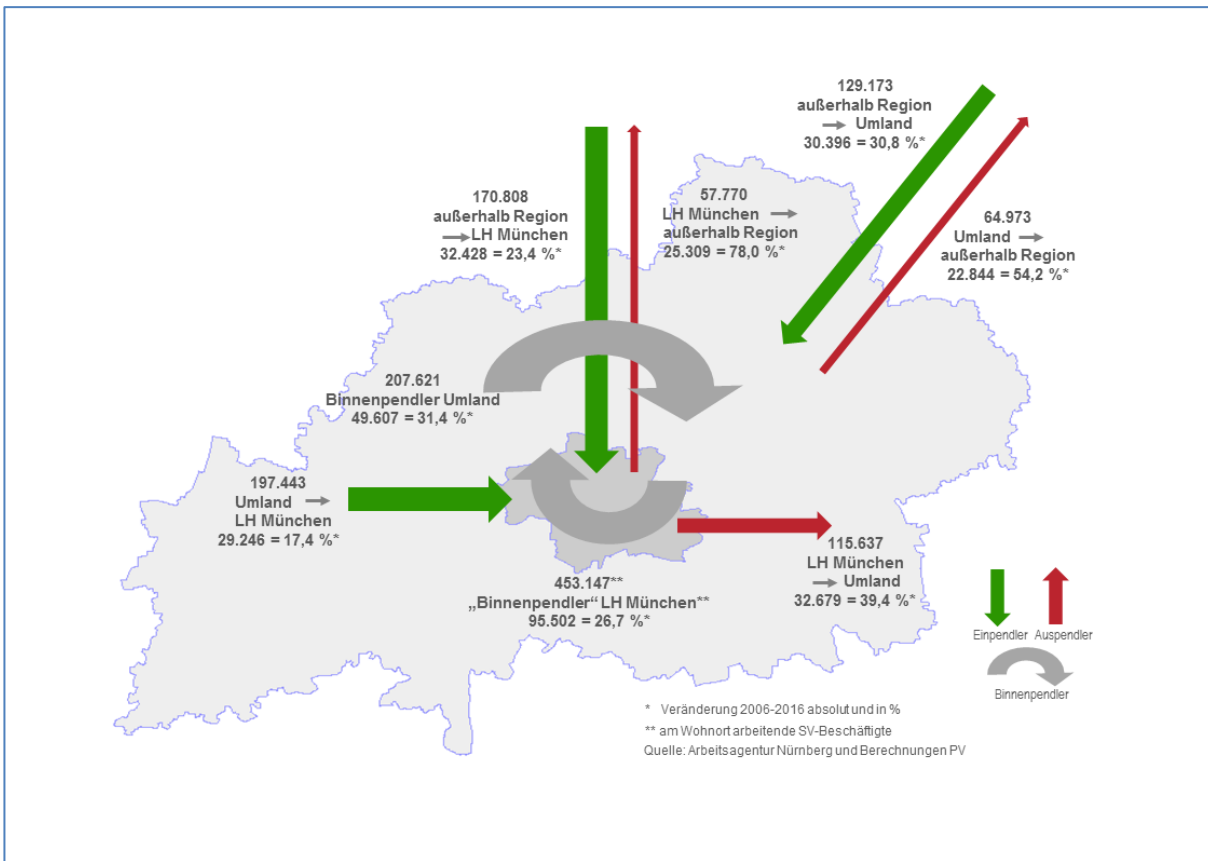 129.173
außerhalb Region
→ Umland
30.396 = 30,8 %*
170.808
außerhalb Region
→ LH München
32.428 = 23,4 %*
57.770
LH München →
außerhalb Region
25.309 = 78,0 %*
64.973
Umland →
außerhalb Region
22.844 = 54,2 %*
207.621
Binnenpendler Umland
49.607 = 31,4 %*
197.443
Umland →
LH München
29.246 = 17,4 %*
453.147**
„Binnenpendler“ LH München**
95.502 = 26,7 %*
115.637
LH München
→ Umland
32.679 = 39,4 %*
Einpendler Auspendler
Binnenpendler
* Veränderung 2006-2016 absolut und in %
** am Wohnort arbeitende SV-Beschäftigte
Quelle: Arbeitsagentur Nürnberg und Berechnungen PV